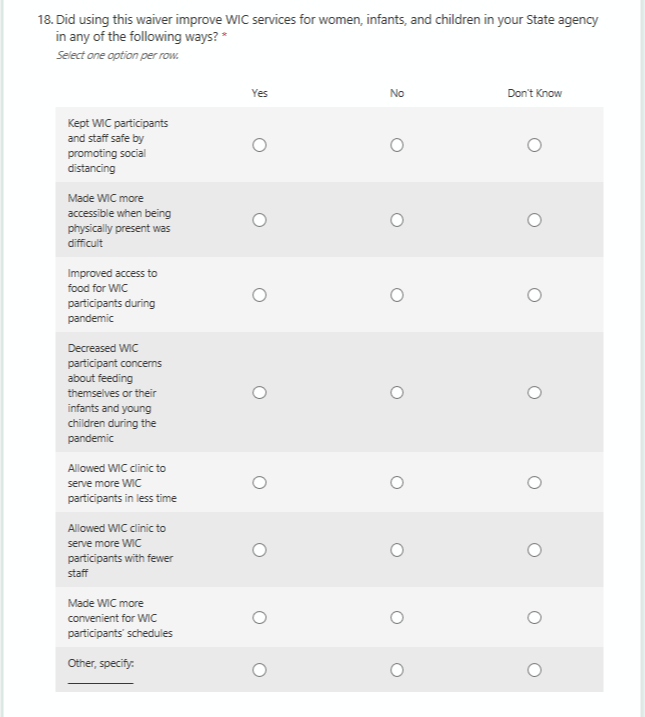 18. Did using this waiver improve WIC services for women, infants, and children in your State agency
in any of the following ways? *
Select one option per row.
Yes No Don't Know
Kept WIC participants
and staff safe by
promoting social
distancing
Made WIC more
accessible when being
physically present was
difficult
Improved access to
food for WIC
participants during
pandemic
Decreased WIC
participant concerns
about feeding
themselves or their
infants and young
children during the
pandemic
Allowed WIC clinic to
serve more WIC
participants in less time
Allowed WIC clinic to
serve more WIC
participants with fewer
staff
Made WIC more
convenient for WIC
participants' schedules
Other, specify: